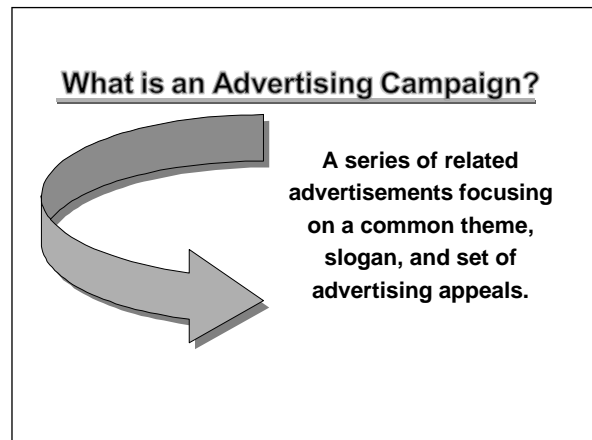 What is an Advertising Campaign?
A series of related
advertisements focusing
on a common theme,
slogan, and set of
advertising appeals.